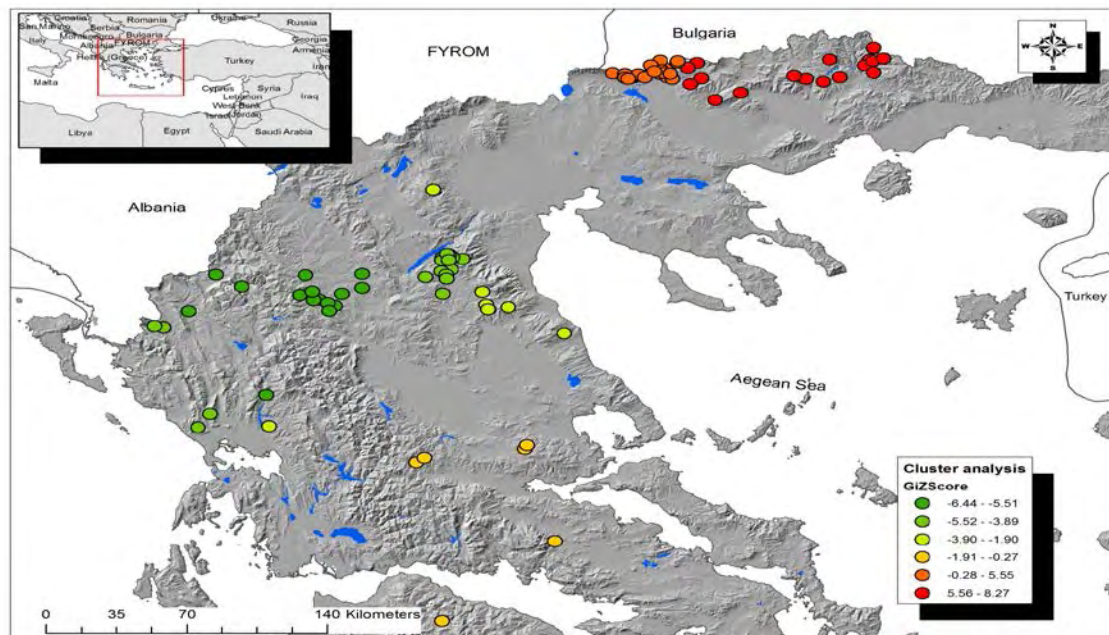 Croatia
Romania
Ukraine
San Marino
Serbia
Russia
Italy
Bulgaria
Georgia
Albania
FYROM
Armenia
Hellas (Greece)
Turkey
Iran
Malta
Cyprus
Syria
Lebanon
Iraq
West Bank
Israel
Jordan
Libya
Egypt
Saudi Arabia
FYROM
Bulgaria
N
W E
S
Albania
Turkey
Aegean Sea
Cluster analysis
GiZScore
-6.44 - -5.51
-5.52 - -3.89
-3.90 - -1.90
-1.91 - -0.27
-0.28 - 5.55
5.56 - 8.27
0 35 70 140 Kilometers